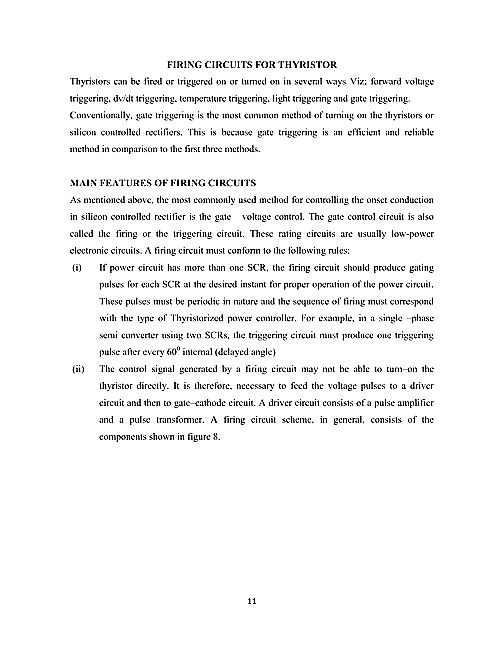 FIRING CIRCUITS FOR THYRISTOR
Thyristors can be fired or triggered on or turned on in several ways Viz; forward voltage
triggering, dv/dt triggering, temperature triggering, light triggering and gate triggering.
Conventionally, gate triggering is the most common method of turning on the thyristors or
silicon controlled rectifiers. This is because gate triggering is an efficient and reliable
method in comparison to the first three methods.
MAIN FEATURES OF FIRING CIRCUITS
As mentioned above, the most commonly used method for controlling the onset conduction
in silicon controlled rectifier is the gate voltage control. The gate control circuit is also
called the firing or the triggering circuit. These rating circuits are usually low-power
electronic circuits. A firing circuit must conform to the following rules:
(i) If power circuit has more than one SCR, the firing circuit should produce gating
pulses for each SCR at the desired instant for proper operation of the power circuit.
These pulses must be periodic in nature and the sequence of firing must correspond
with the type of Thyristorized power controller. For example, in a single –phase
semi converter using two SCRs, the triggering circuit must produce one triggering
pulse after every 60⁰ internal (delayed angle)
(ii) The control signal generated by a firing circuit may not be able to turn–on the
thyristor directly. It is therefore, necessary to feed the voltage pulses to a driver
circuit and then to gate–cathode circuit. A driver circuit consists of a pulse amplifier
and a pulse transformer. A firing circuit scheme, in general, consists of the
components shown in figure 8.
11